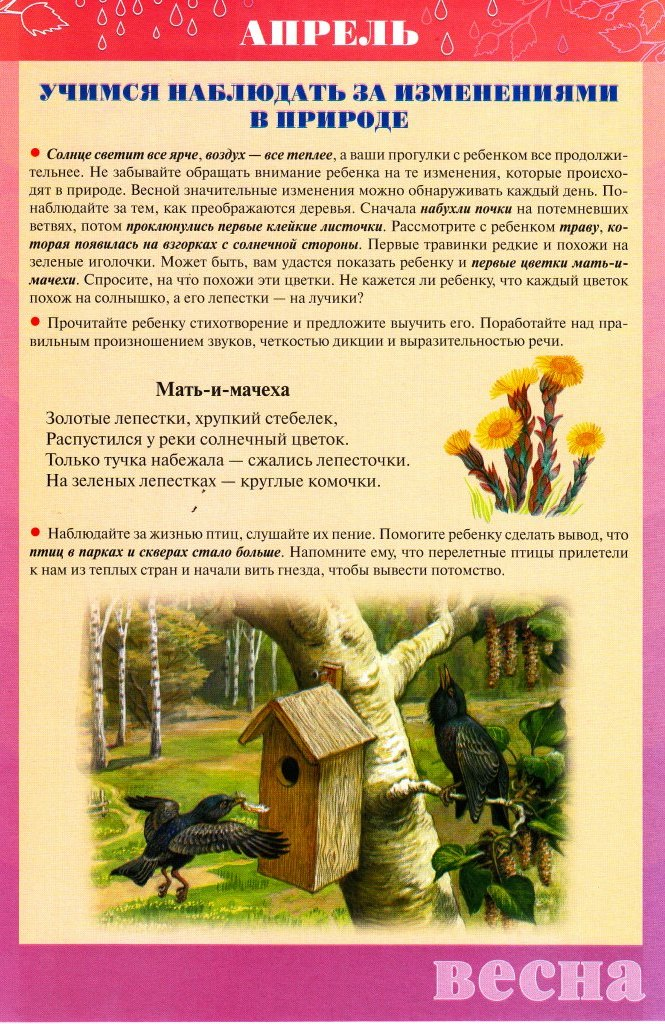 АПРЕЛЬ
УЧИМСЯ НАБЛЮДАТЬ ЗА ИЗМЕНЕНИЯМИ
В ПРИРОДЕ
● Солнце светит все ярче, воздух — все теплее, а ваши прогулки с ребенком все продолжи-
тельнее. Не забывайте обращать внимание ребенка на те изменения, которые происхо-
дят в природе. Весной значительные изменения можно обнаруживать каждый день. По-
наблюдайте за тем, как преображаются деревья. Сначала набухли почки на потемневших
ветвях, потом проклюнулись первые клейкие листочки. Рассмотрите с ребенком траву, ко-
торая появилась на взгорках с солнечной стороны. Первые травинки редкие и похожи на
зеленые иголочки. Может быть, вам удастся показать ребенку и первые цветки мать-и-
мачехи. Спросите, на что похожи эти цветки. Не кажется ли ребенку, что каждый цветок
похож на солнышко, а его лепестки — на лучики?
● Прочитайте ребенку стихотворение и предложите выучить его. Поработайте над пра-
вильным произношением звуков, четкостью дикции и выразительностью речи.
Мать-и-мачеха
Золотые лепестки, хрупкий стебелек,
Распустился у реки солнечный цветок.
Только тучка набежала — сжались лепесточки.
На зеленых лепестках — круглые комочки.
● Наблюдайте за жизнью птиц, слушайте их пение. Помогите ребенку сделать вывод, что
птиц в парках и скверах стало больше. Напомните ему, что перелетные птицы прилетели
к нам из теплых стран и начали вить гнезда, чтобы вывести потомство.
весна